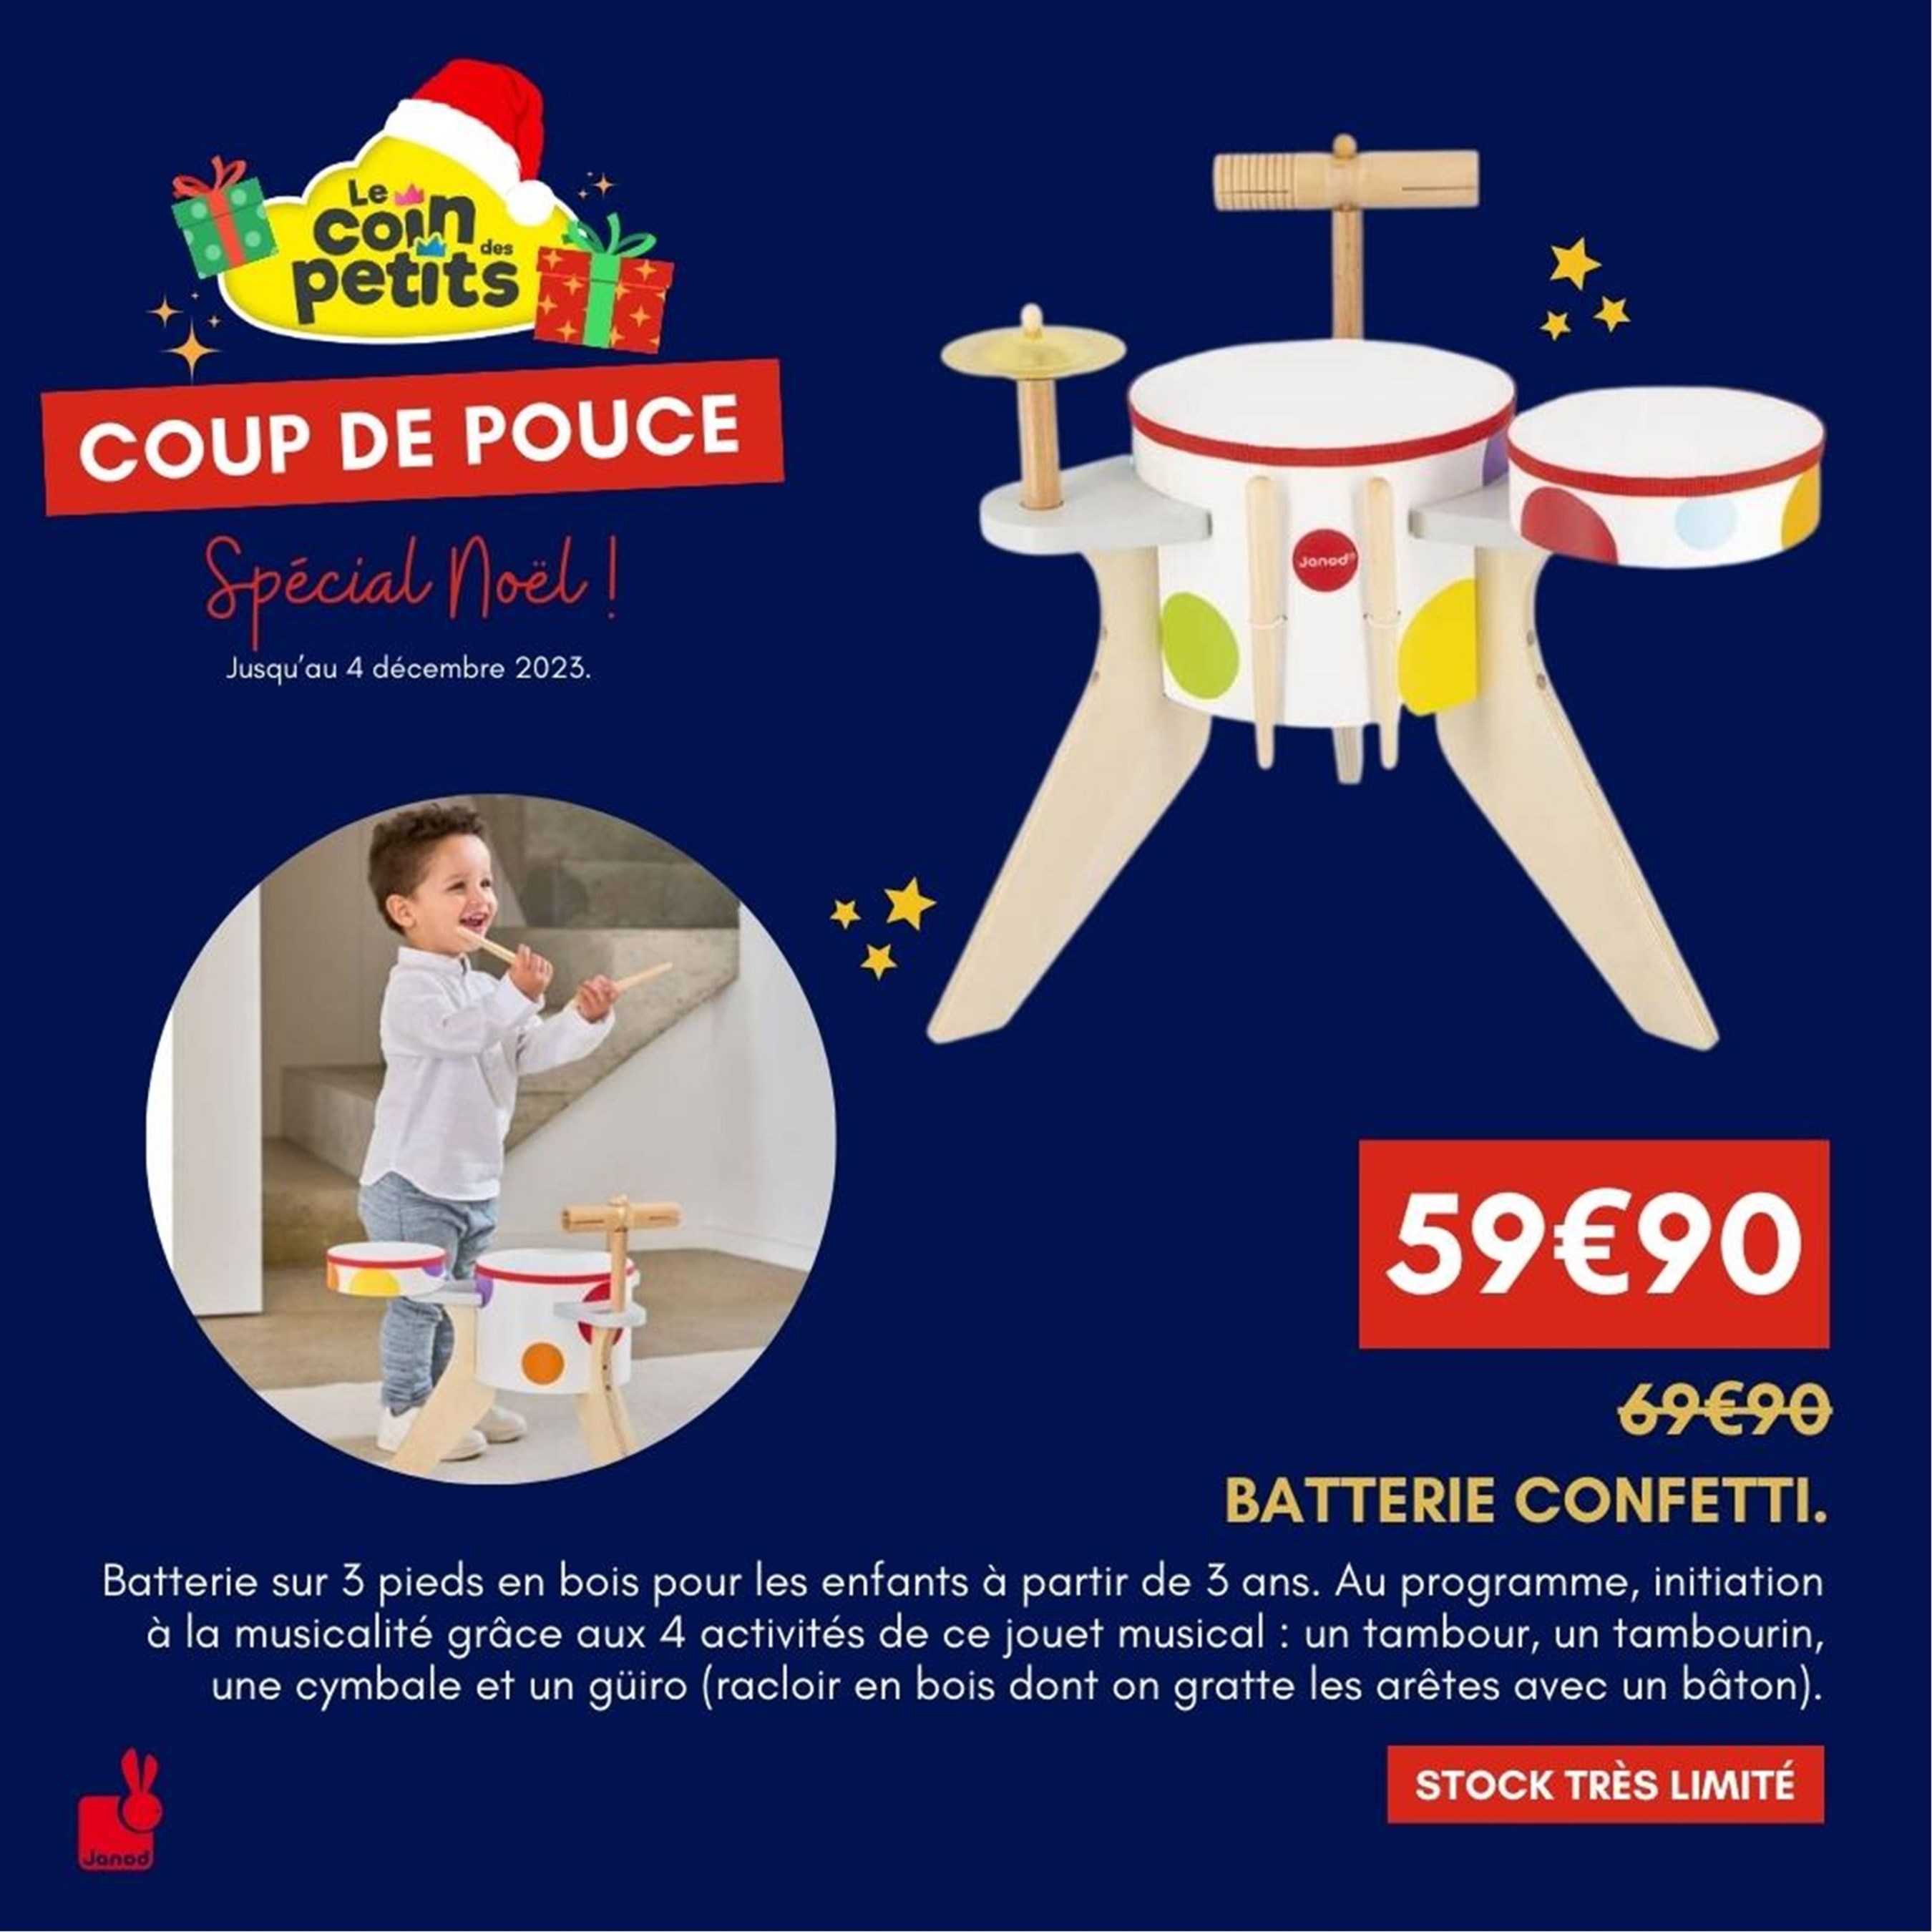 Le
coin
des
petits
COUP DE POUCE
Spécial Noël !
Jusqu'au 4 décembre 2023.
Janod®
59€90
69€90
BATTERIE CONFETTI.
Batterie sur 3 pieds en bois pour les enfants à partir de 3 ans. Au programme, initiation
à la musicalité grâce aux 4 activités de ce jouet musical : un tambour, un tambourin,
une cymbale et un güiro (racloir en bois dont on gratte les arêtes avec un bâton).
STOCK TRÈS LIMITÉ
Janod